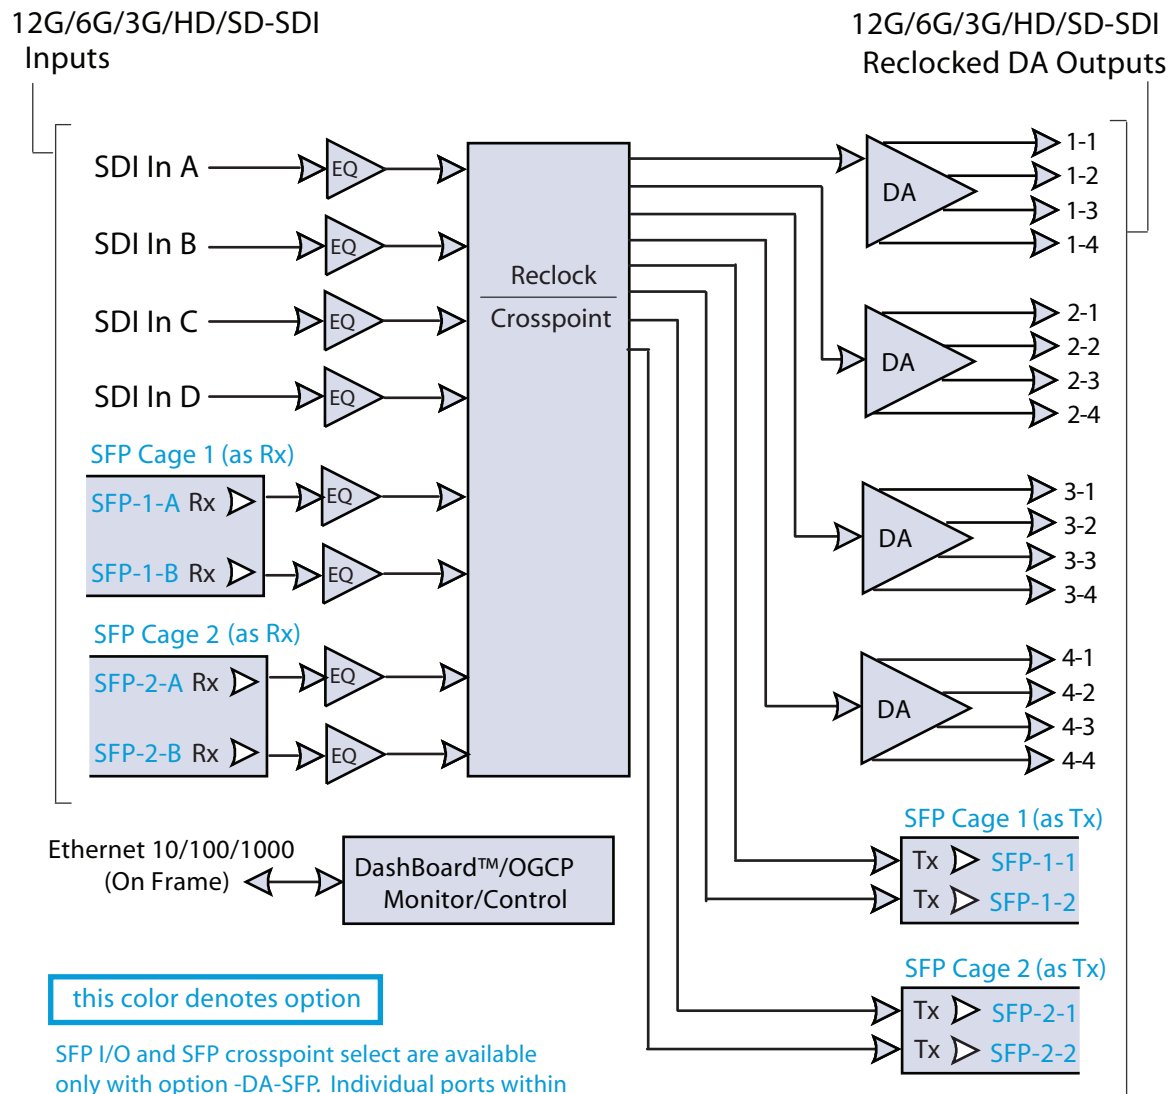 12G/6G/3G/HD/SD-SDI
Inputs
12G/6G/3G/HD/SD-SDI
Reclocked DA Outputs
SDI In A
EQ
SDI In B
EQ
SDI In C
EQ
SDI In D
EQ
SFP Cage 1 (as Rx)
SFP-1-A Rx
EQ
SFP-1-B Rx
EQ
SFP Cage 2 (as Rx)
SFP-2-A Rx
EQ
SFP-2-B Rx
EQ
Reclock
Crosspoint
DA
1-1
1-2
1-3
1-4
DA
2-1
2-2
2-3
2-4
DA
3-1
3-2
3-3
3-4
DA
4-1
4-2
4-3
4-4
SFP Cage 1 (as Tx)
Tx SFP-1-1
Tx SFP-1-2
SFP Cage 2 (as Tx)
Tx SFP-2-1
Tx SFP-2-2
Ethernet 10/100/1000
(On Frame)
DashBoard™/OGCP
Monitor/Control
this color denotes option
SFP I/O and SFP crosspoint select are available
only with option -DA-SFP. Individual ports within